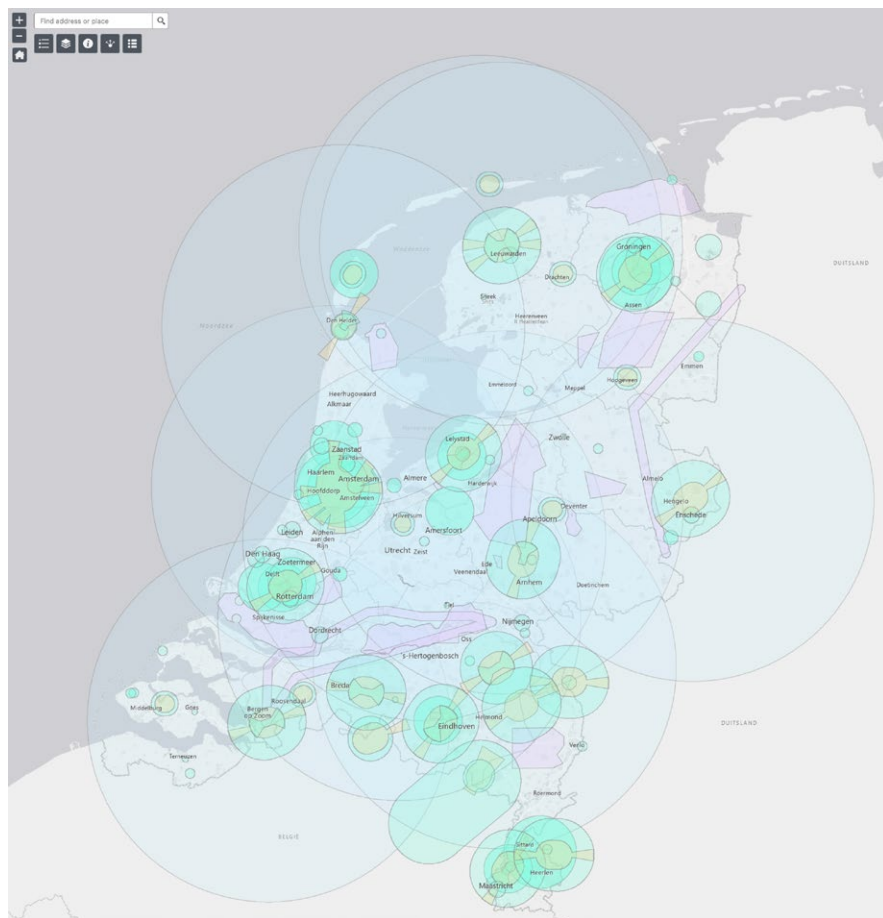 Find address or place
Groningen
DUITSLAND
Leeuwarden
Drachten
Sneek
Assen
Heerenveen
Noordzee
Den Helder
Emmen
Hoogeveen
Meppel
Emmeloord
Heerhugowaard
Alkmaar
Zwolle
Lelystad
Zaanstad
Zaandam
Haarlem
Amsterdam
Almere
Harderwijk
Almelo
Hoofddorp
Amstelveen
Hengelo
Deventer
Enschede
Apeldoorn
Hilversum
Amersfoort
Leiden
Alphen
aan den
Rijn
Utrecht
Zeist
Den Haag
Zoetermeer
Ede
Veenendaal
Gouda
Delft
Arnhem
Doetinchem
Rotterdam
Tiel
Spijkenisse
Dordrecht
Nijmegen
Oss
's-Hertogenbosch
Breda
Roosendaal
Middelburg
Goes
Bergen
op Zoom
Helmond
Eindhoven
DUITSLAND
Venlo
Terneuzen
Roermond
BELGIË
Sittard
Heerlen
Maastricht